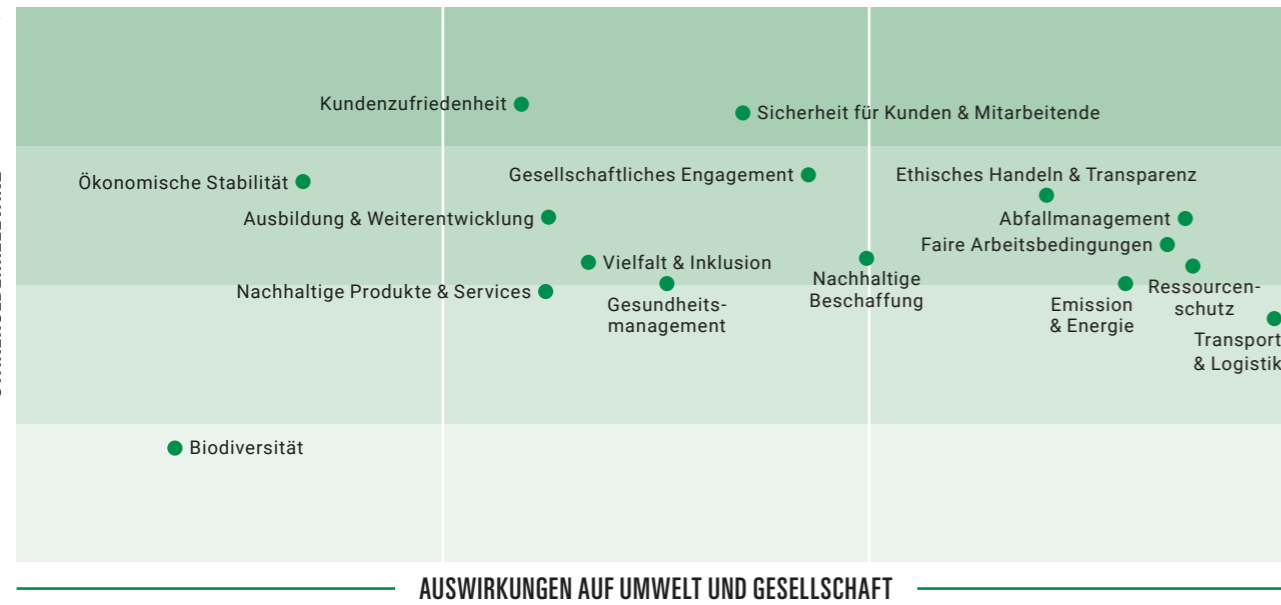 Kundenzufriedenheit
Sicherheit für Kunden & Mitarbeitende
Ökonomische Stabilität
Gesellschaftliches Engagement
Ethisches Handeln & Transparenz
Ausbildung & Weiterentwicklung
Abfallmanagement
Faire Arbeitsbedingungen
Vielfalt & Inklusion
Nachhaltige
Beschaffung
Nachhaltige Produkte & Services
Gesundheits-
management
Emission
& Energie
Ressourcen-
schutz
Transport
& Logistik
Biodiversität
AUSWIRKUNGEN AUF UMWELT UND GESELLSCHAFT